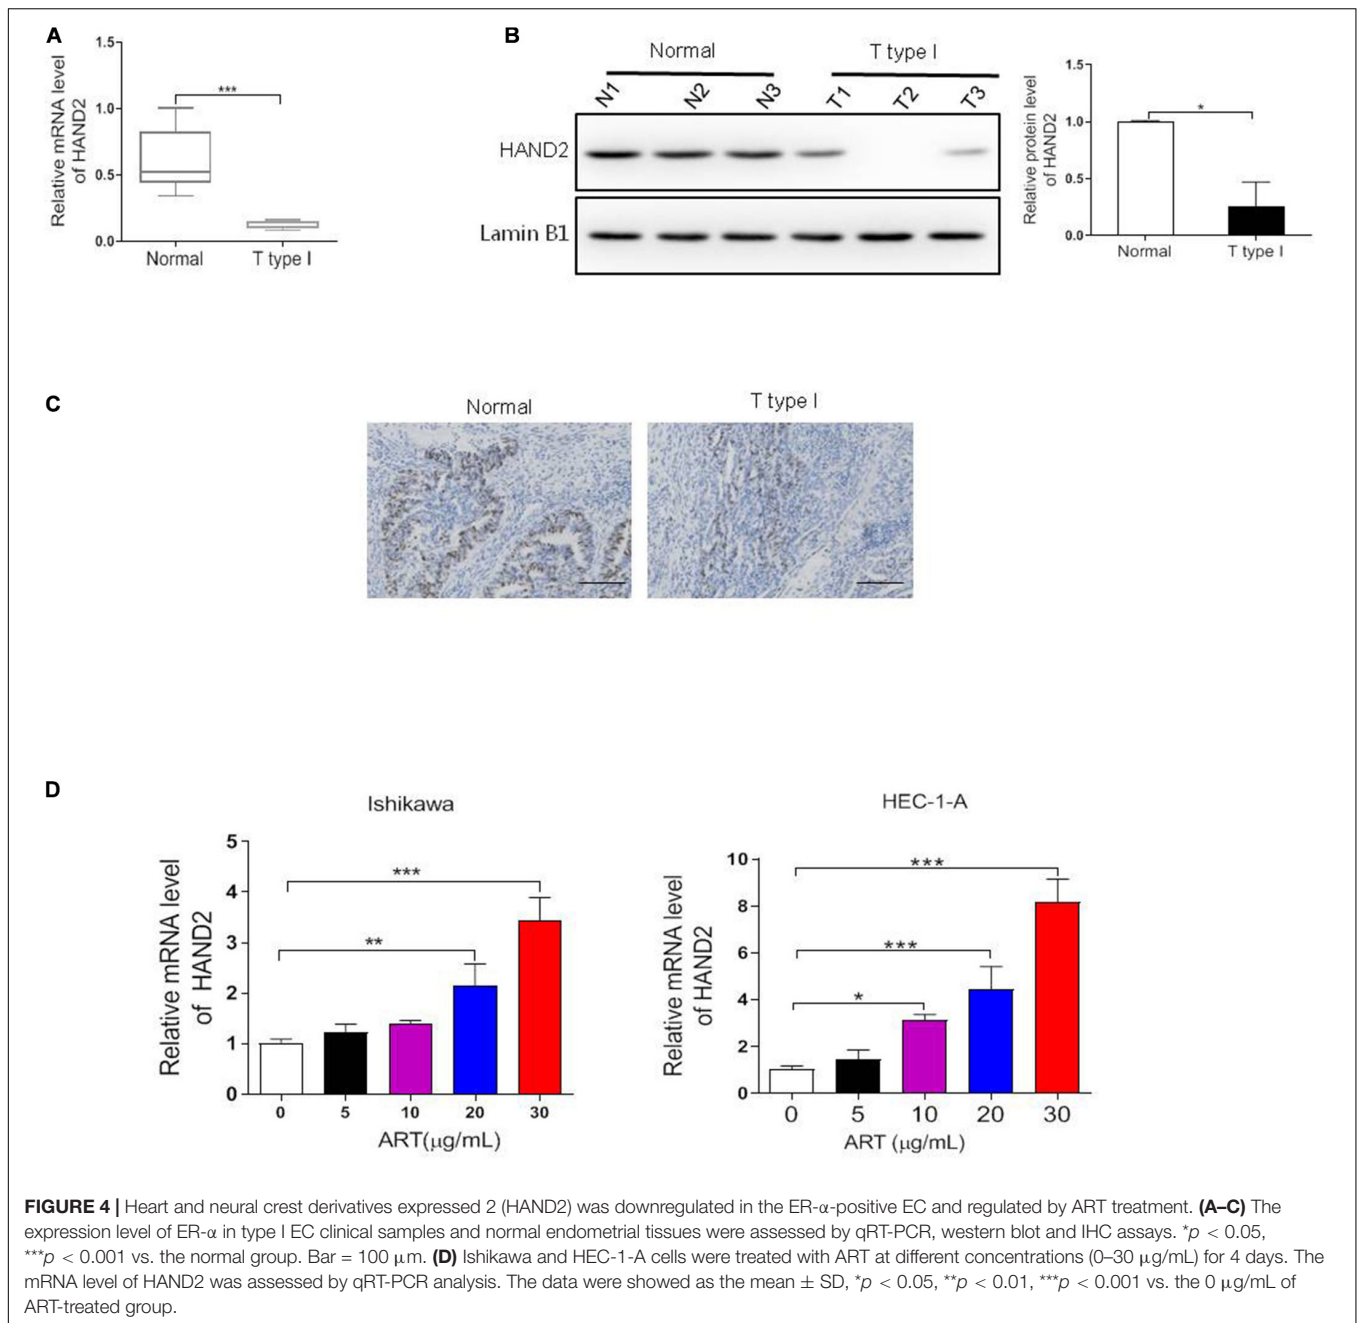 A
Relative mRNA level
of HAND2
1.5
1.0
0.5
0.0
***
Normal
T type I
B
Normal
T type I
N1
N2
N3
T1
T2
T3
HAND2
Lamin B1
Relative protein level
of HAND2
1.5
1.0
0.5
0.0
*
Normal
T type I
C
Normal
T type I
D
Ishikawa
Relative mRNA level
of HAND2
5
4
3
2
1
0
***
**
0
5
10
20
30
ART(μg/mL)
HEC-1-A
Relative mRNA level
of HAND2
10
8
6
4
2
0
***
***
*
0
5
10
20
30
ART (μg/mL)
FIGURE 4 | Heart and neural crest derivatives expressed 2 (HAND2) was downregulated in the ER-α-positive EC and regulated by ART treatment. (A–C) The
expression level of ER-α in type I EC clinical samples and normal endometrial tissues were assessed by qRT-PCR, western blot and IHC assays. *p < 0.05,
***p < 0.001 vs. the normal group. Bar = 100 μm. (D) Ishikawa and HEC-1-A cells were treated with ART at different concentrations (0–30 μg/mL) for 4 days. The
mRNA level of HAND2 was assessed by qRT-PCR analysis. The data were showed as the mean ± SD, *p < 0.05, **p < 0.01, ***p < 0.001 vs. the 0 μg/mL of
ART-treated group.